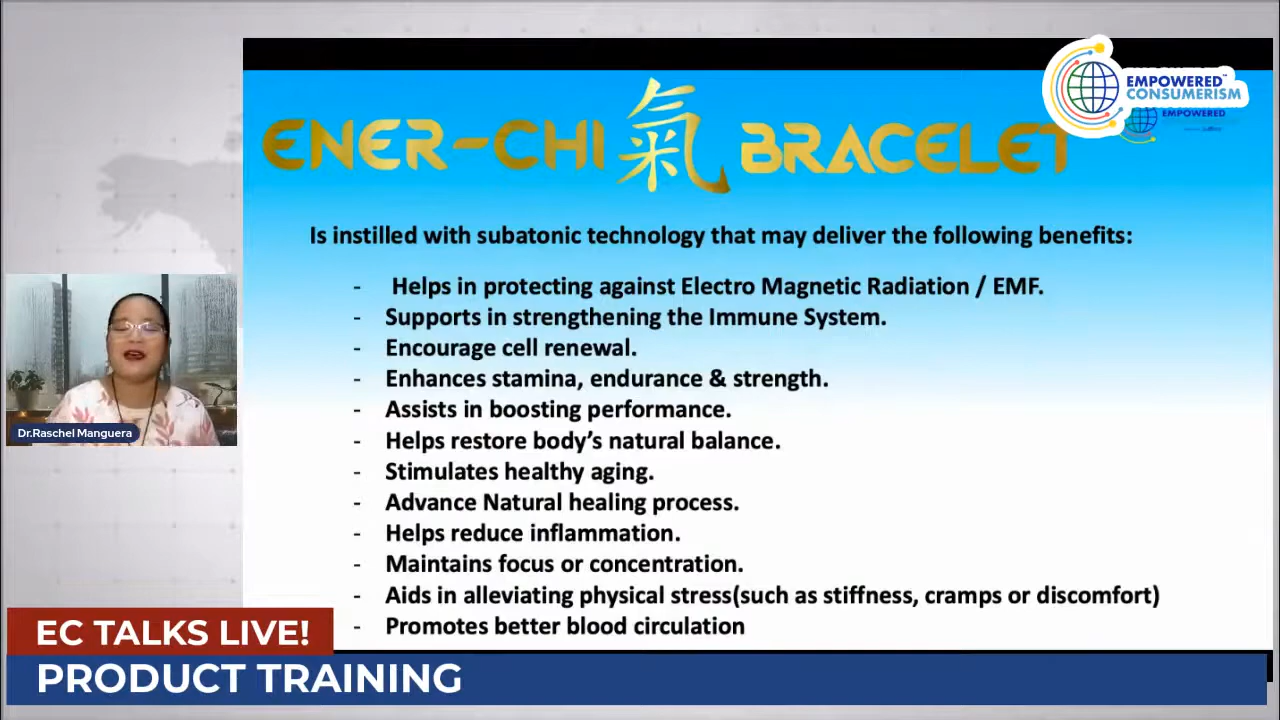 EMPOWERED™
CONSUMERISM
EMPOWERED
ENER-CHI 氣 BRACELET
Is instilled with subatonic technology that may deliver the following benefits:
- Helps in protecting against Electro Magnetic Radiation / EMF.
- Supports in strengthening the Immune System.
- Encourage cell renewal.
- Enhances stamina, endurance & strength.
- Assists in boosting performance.
- Helps restore body's natural balance.
- Stimulates healthy aging.
- Advance Natural healing process.
- Helps reduce inflammation.
- Maintains focus or concentration.
- Aids in alleviating physical stress(such as stiffness, cramps or discomfort)
- Promotes better blood circulation
Dr.Raschel Manguera
EC TALKS LIVE!
PRODUCT TRAINING